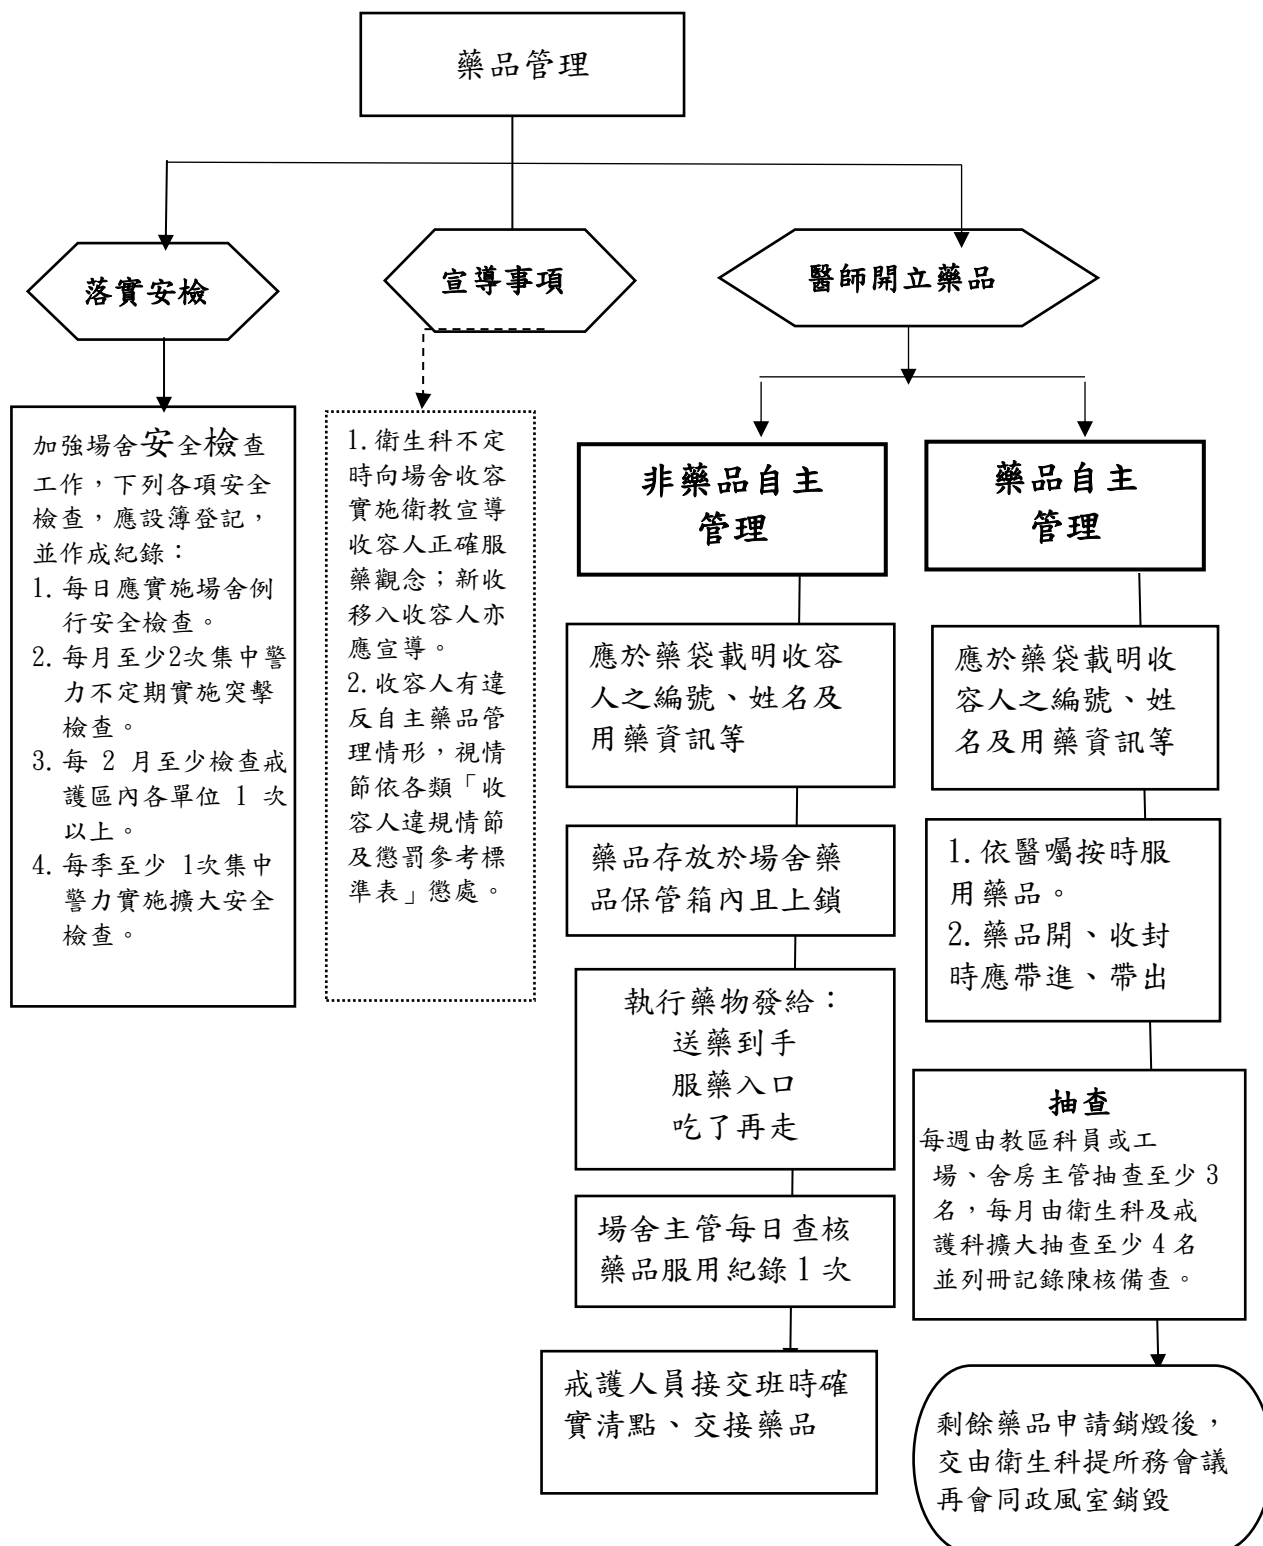 藥品管理
落實安檢
宣導事項
醫師開立藥品
加強場舍安全檢查
工作，下列各項安全
檢查，應設簿登記，
並作成紀錄：
1. 每日應實施場舍例
行安全檢查。
2. 每月至少2次集中警
力不定期實施突擊
檢查。
3. 每 2 月至少檢查戒
護區內各單位 1 次
以上。
4. 每季至少 1次集中
警力實施擴大安全
檢查。
1. 衛生科不定
時向場舍收容
實施衛教宣導
收容人正確服
藥觀念；新收
移入收容人亦
應宣導。
2. 收容人有違
反自主藥品管
理情形，視情
節依各類「收
容人違規情節
及懲罰參考標
準表」懲處。
非藥品自主
管理
應於藥袋載明收容
人之編號、姓名及
用藥資訊等
藥品存放於場舍藥
品保管箱內且上鎖
執行藥物發給：
送藥到手
服藥入口
吃了再走
場舍主管每日查核
藥品服用紀錄 1 次
戒護人員接交班時確
實清點、交接藥品
藥品自主
管理
應於藥袋載明收
容人之編號、姓
名及用藥資訊等
1. 依醫囑按時服
用藥品。
2. 藥品開、收封
時應帶進、帶出
抽查
每週由教區科員或工
場、舍房主管抽查至少 3
名，每月由衛生科及戒
護科擴大抽查至少 4 名
並列冊記錄陳核備查。
剩餘藥品申請銷燬後，
交由衛生科提所務會議
再會同政風室銷毀